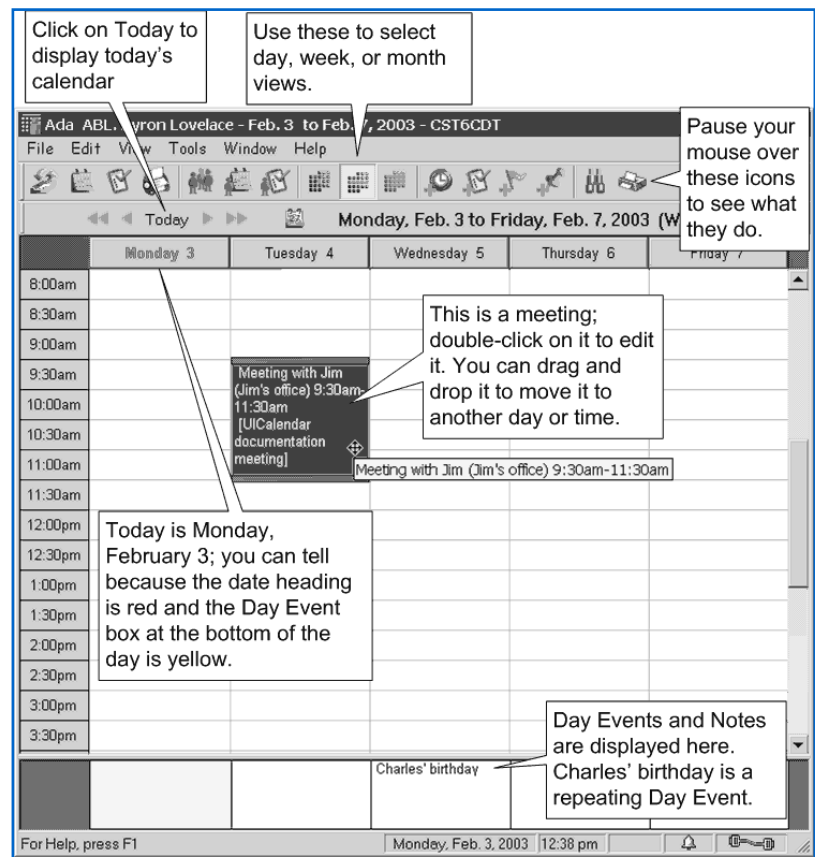 Click on Today to
display today's
calendar
Use these to select
day, week, or month
views.
Ada ABL. Byron Lovelace - Feb. 3 to Feb. 7, 2003 - CST6CDT
File Edit View Tools Window Help
Pause your
mouse over
these icons
to see what
they do.
Today
Monday, Feb. 3 to Friday, Feb. 7, 2003 (W
Monday 3 Tuesday 4 Wednesday 5 Thursday 6 Friday 7
8:00am
8:30am
9:00am
9:30am
10:00am
10:30am
11:00am
11:30am
12:00pm
12:30pm
1:00pm
1:30pm
2:00pm
2:30pm
3:00pm
3:30pm
This is a meeting;
double-click on it to edit
it. You can drag and
drop it to move it to
another day or time.
Meeting with Jim
(Jim's office) 9:30am-
11:30am
[UICalendar
documentation
meeting]
Meeting with Jim (Jim's office) 9:30am-11:30am
Today is Monday,
February 3; you can tell
because the date heading
is red and the Day Event
box at the bottom of the
day is yellow.
Day Events and Notes
are displayed here.
Charles' birthday is a
repeating Day Event.
Charles' birthday
For Help, press F1
Monday, Feb. 3, 2003 12:38 pm